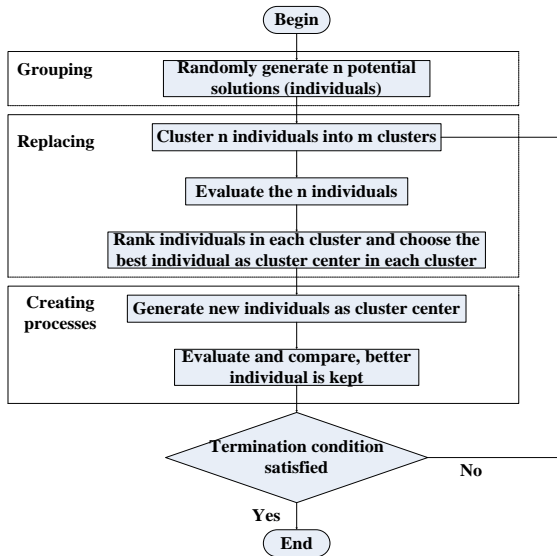 Begin
Grouping
Randomly generate n potential
solutions (individuals)
Replacing
Cluster n individuals into m clusters
Evaluate the n individuals
Rank individuals in each cluster and choose the
best individual as cluster center in each cluster
Creating
processes
Generate new individuals as cluster center
Evaluate and compare, better
individual is kept
Termination condition
satisfied
No
Yes
End